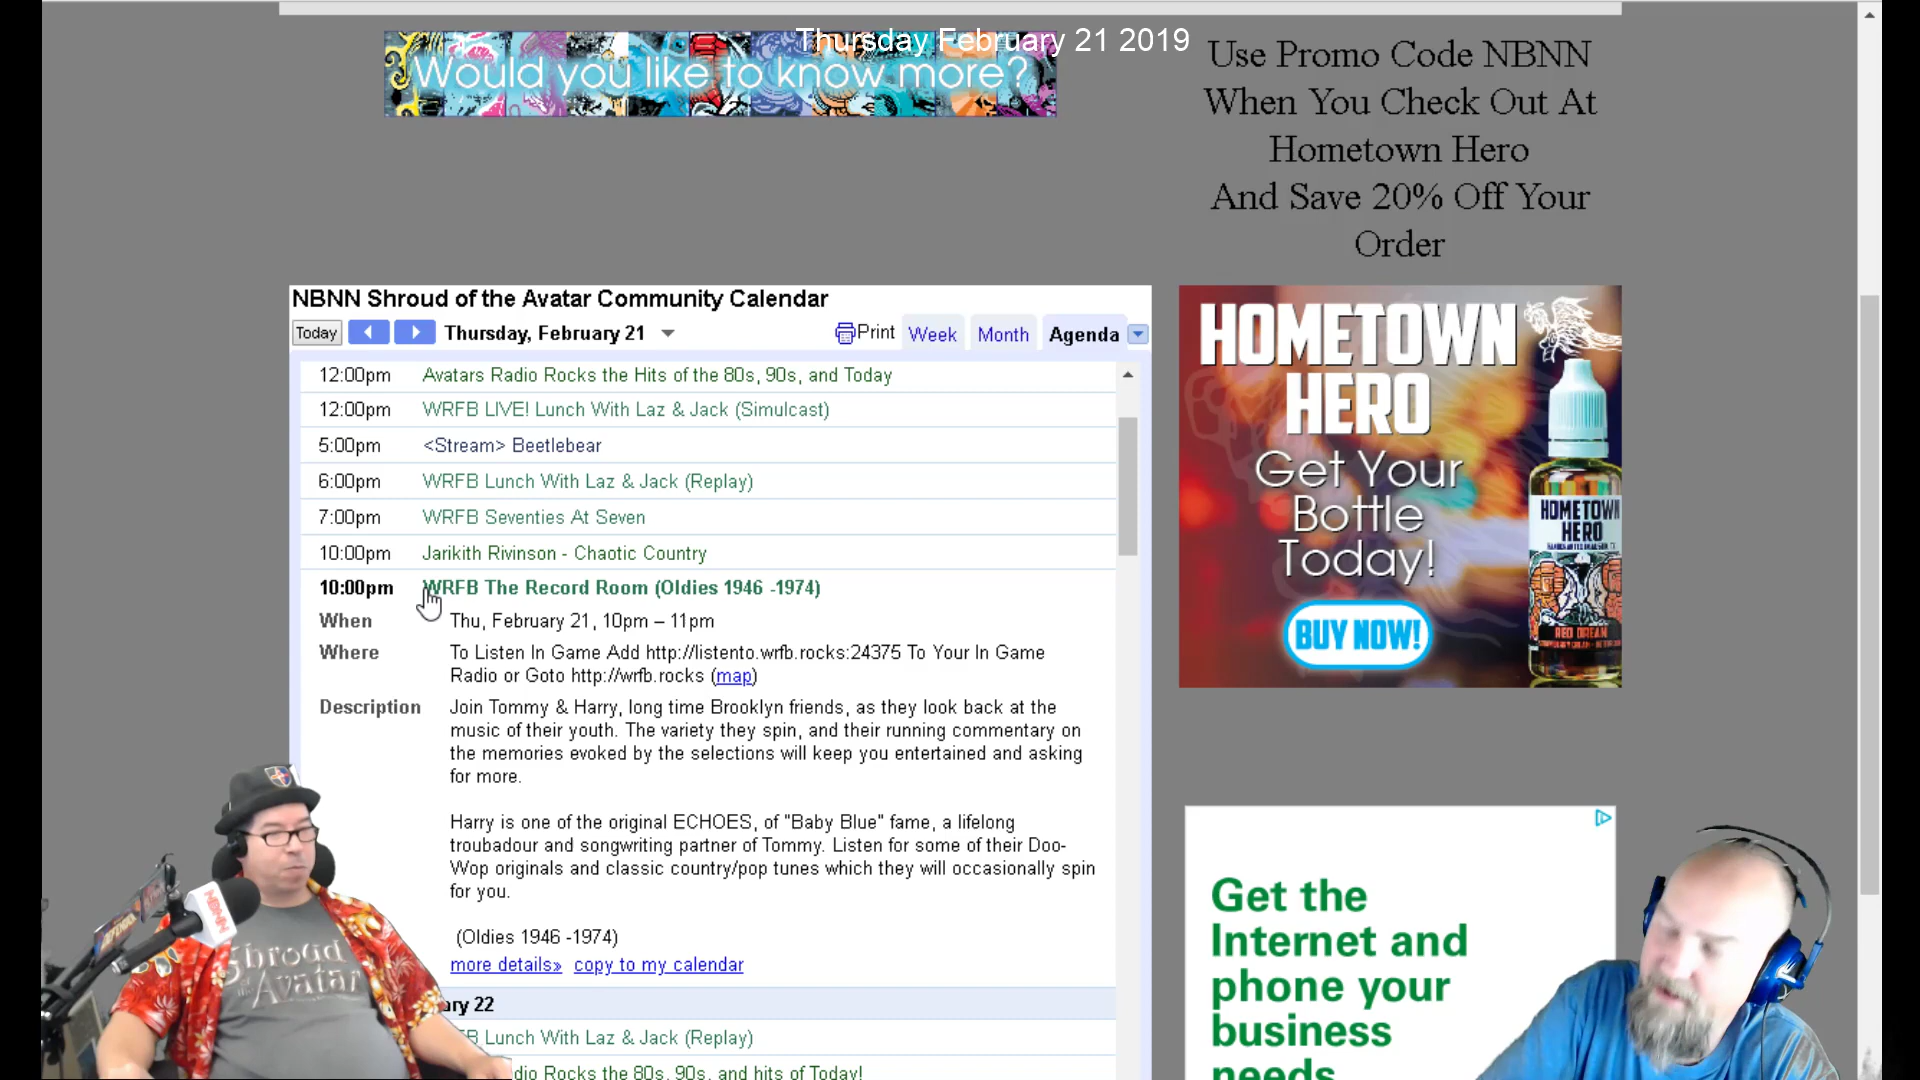 Thursday February 21 2019
Would you like to know more?
Use Promo Code NBNN
When You Check Out At
Hometown Hero
And Save 20% Off Your
Order
NBNN Shroud of the Avatar Community Calendar
Today Thursday, February 21 Print Week Month Agenda
12:00pm Avatars Radio Rocks the Hits of the 80s, 90s, and Today
12:00pm WRFB LIVE! Lunch With Laz & Jack (Simulcast)
5:00pm <Stream> Beetlebear
6:00pm WRFB Lunch With Laz & Jack (Replay)
7:00pm WRFB Seventies At Seven
10:00pm Jarikith Rivinson - Chaotic Country
10:00pm WRFB The Record Room (Oldies 1946 -1974)
When Thu, February 21, 10pm – 11pm
Where To Listen In Game Add http://listento.wrfb.rocks:24375 To Your In Game
Radio or Goto http://wrfb.rocks (map)
Description Join Tommy & Harry, long time Brooklyn friends, as they look back at the
music of their youth. The variety they spin, and their running commentary on
the memories evoked by the selections will keep you entertained and asking
for more.
Harry is one of the original ECHOES, of "Baby Blue" fame, a lifelong
troubadour and songwriting partner of Tommy. Listen for some of their Doo-
Wop originals and classic country/pop tunes which they will occasionally spin
for you.
(Oldies 1946 -1974)
more details» copy to my calendar
ary 22
FB Lunch With Laz & Jack (Replay)
dio Rocks the 80s, 90s, and hits of Today!
HOMETOWN
HERO
Get Your
Bottle
Today!
BUY NOW!
HOMETOWN
HERO
RED DREAM
Get the
Internet and
phone your
business
needs
NBNN
Shroud
of the
Avatar